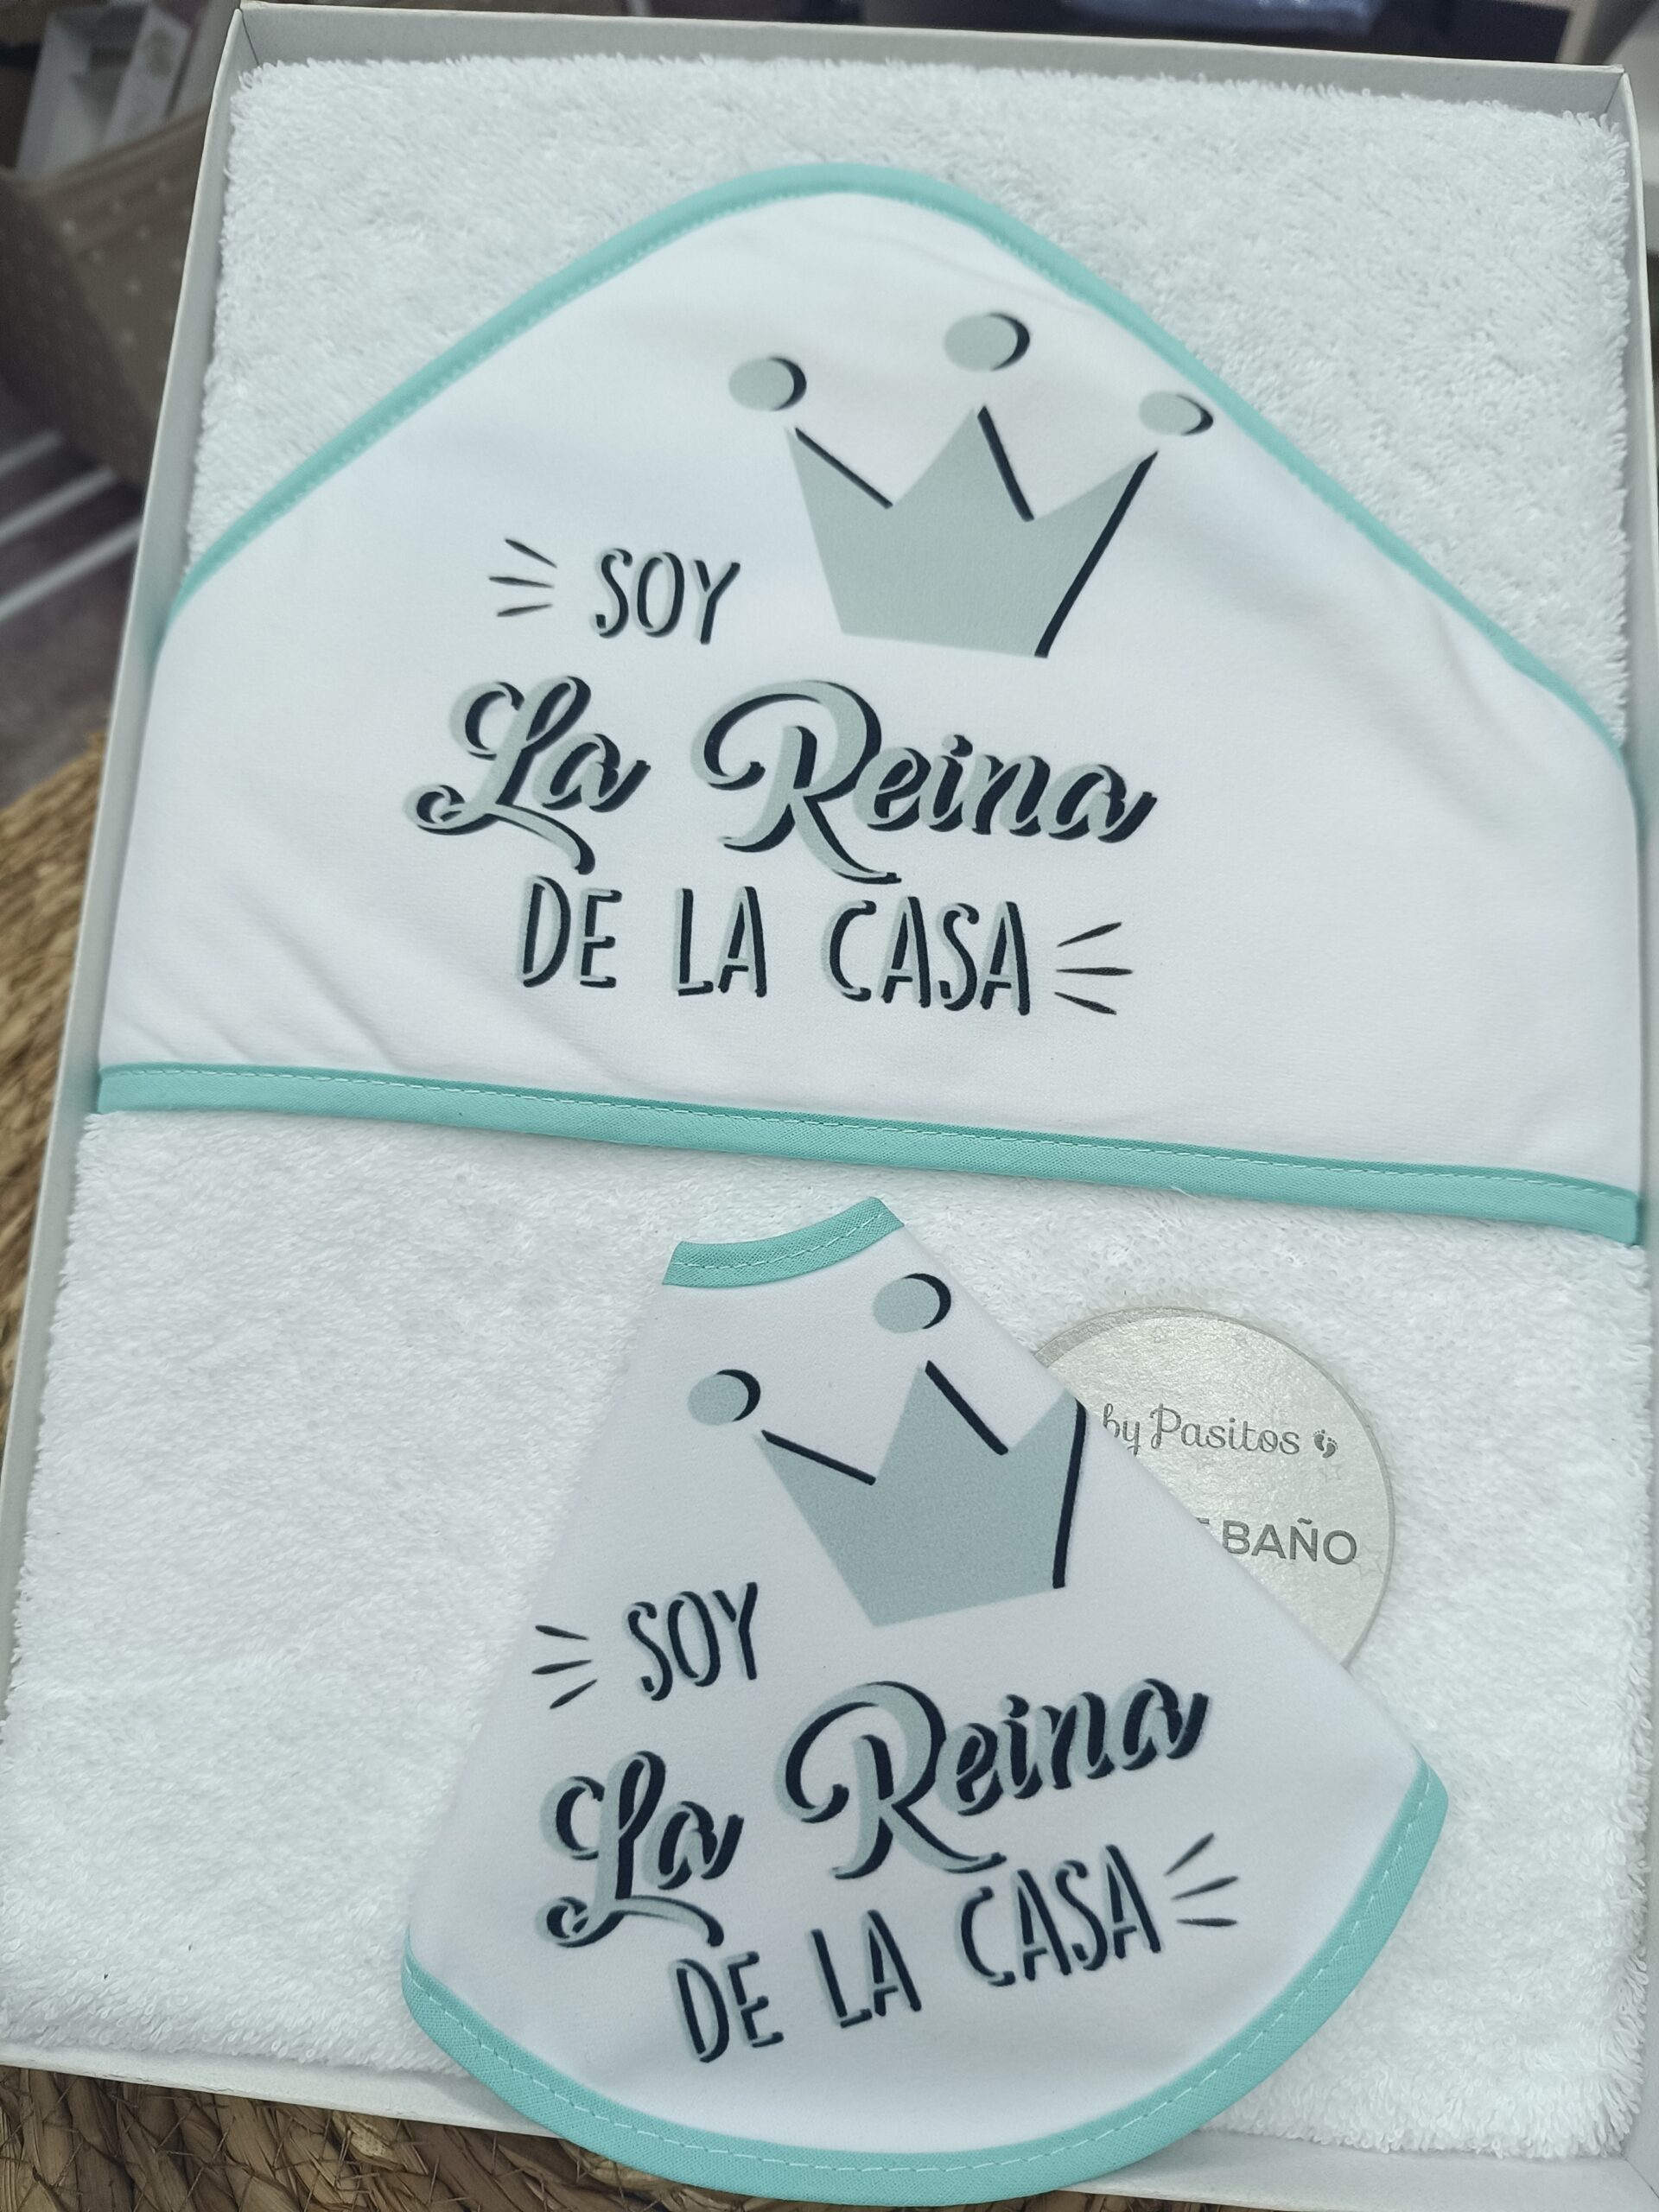 SOY
La Reina
DE LA CASA
by Pasitos
BAÑO
SOY
La Reina
DE LA CASA